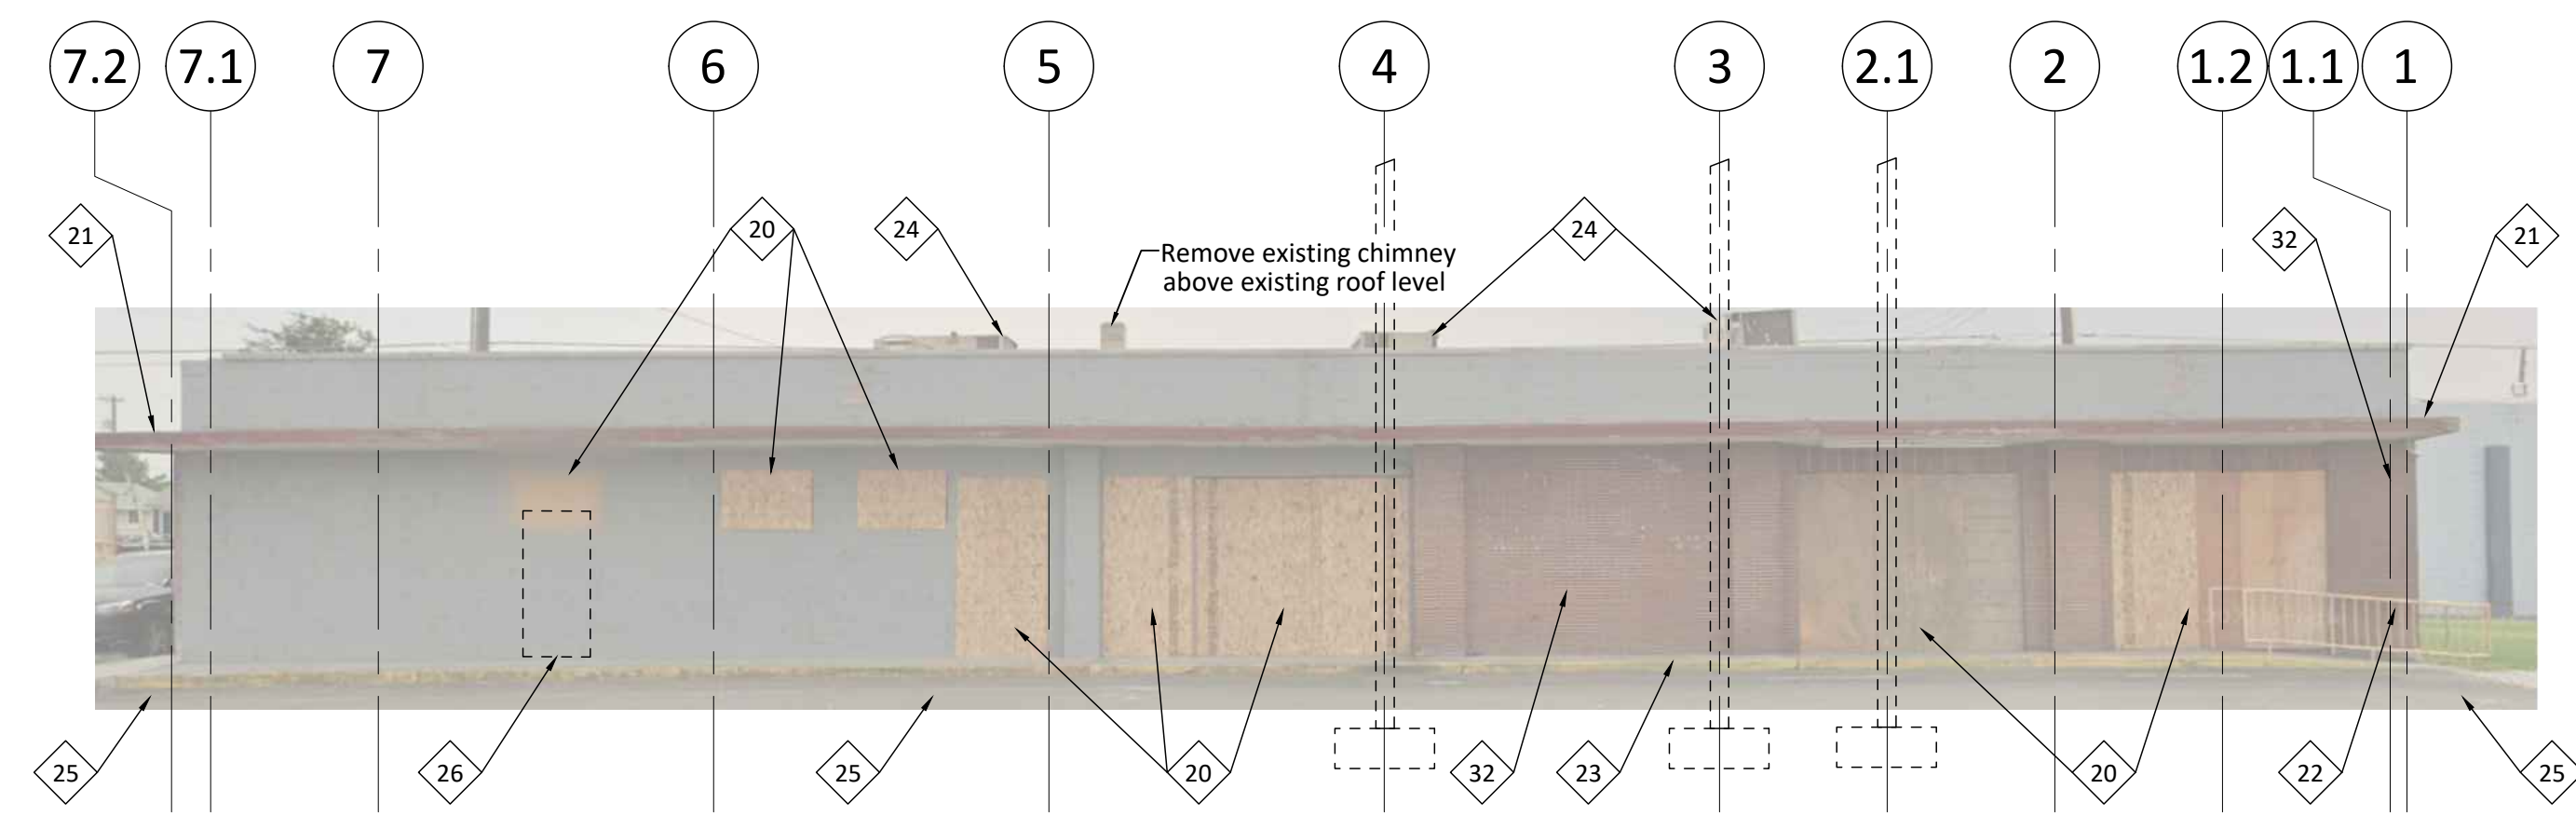 7.2 7.1 7 6 5 4 3 2.1 2 1.2 1.1 1
21 20 24 24 32 21
Remove existing chimney
above existing roof level
25 26 25 20 32 23 20 22 25